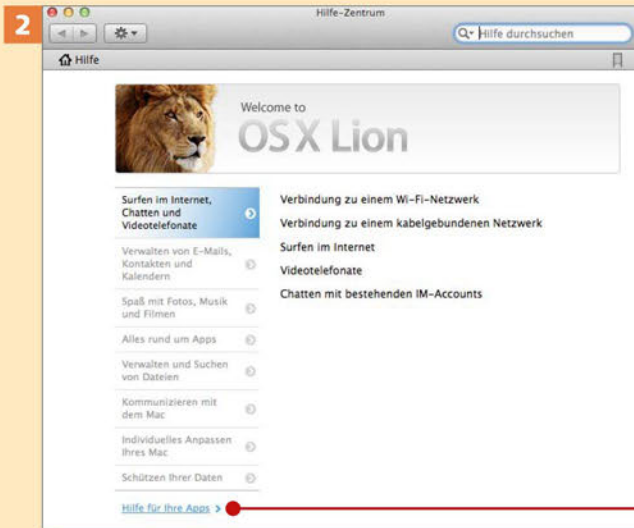 2
Hilfe-Zentrum
Hilfe durchsuchen
Hilfe
Welcome to
OS X Lion
Surfen im Internet,
Chatten und
Videotelefonate
Verwalten von E-Mails,
Kontakten und
Kalendern
Spaß mit Fotos, Musik
und Filmen
Alles rund um Apps
Verwalten und Suchen
von Dateien
Kommunizieren mit
dem Mac
Individuelles Anpassen
Ihres Mac
Schützen Ihrer Daten
Hilfe für Ihre Apps >
Verbindung zu einem Wi-Fi-Netzwerk
Verbindung zu einem kabelgebundenen Netzwerk
Surfen im Internet
Videotelefonate
Chatten mit bestehenden IM-Accounts